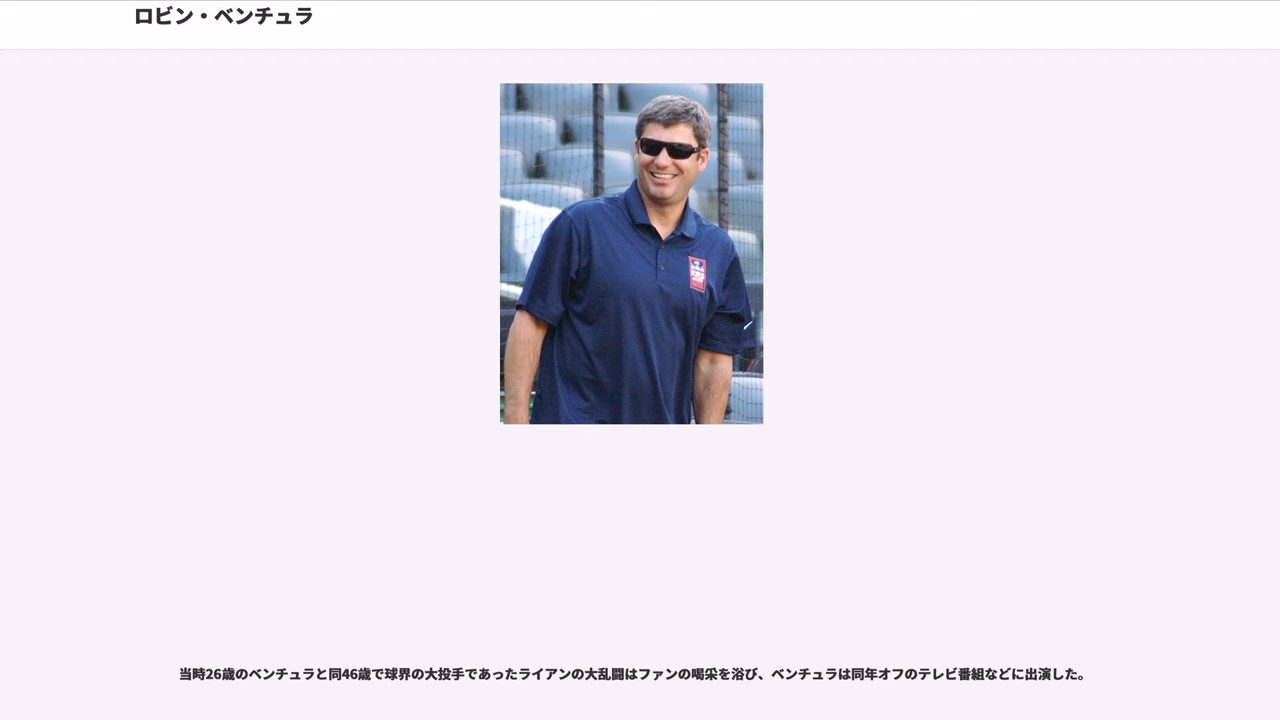 ロビン・ベンチュラ
当時26歳のベンチュラと同46歳で球界の大投手であったライアンの大乱闘はファンの喝采を浴び、ベンチュラは同年オフのテレビ番組などに出演した。